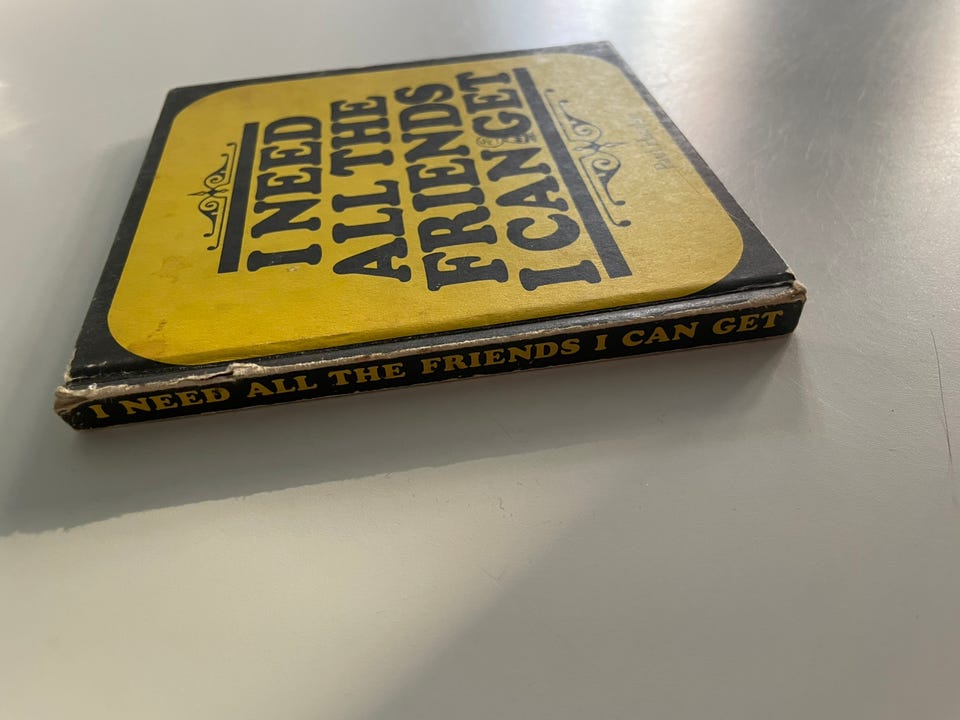 I NEED
ALL THE
FRIENDS
I CAN GET
I NEED ALL THE FRIENDS I CAN GET